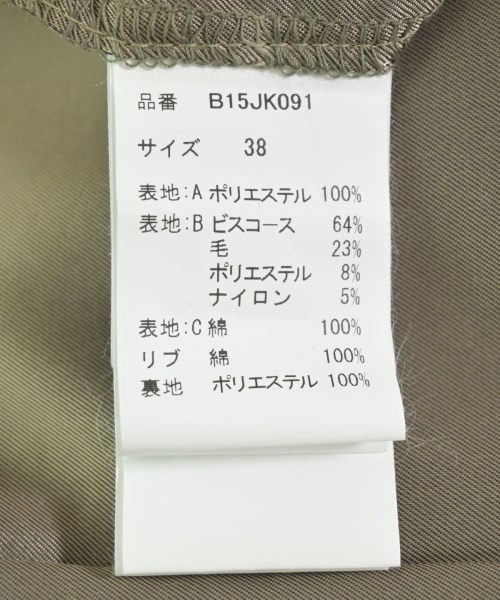 品番 B15JK091
サイズ 38
表地:A ポリエステル 100%
表地:B ビスコース 64%
毛 23%
ポリエステル 8%
ナイロン 5%
表地:C 綿 100%
リブ 綿 100%
裏地 ポリエステル 100%